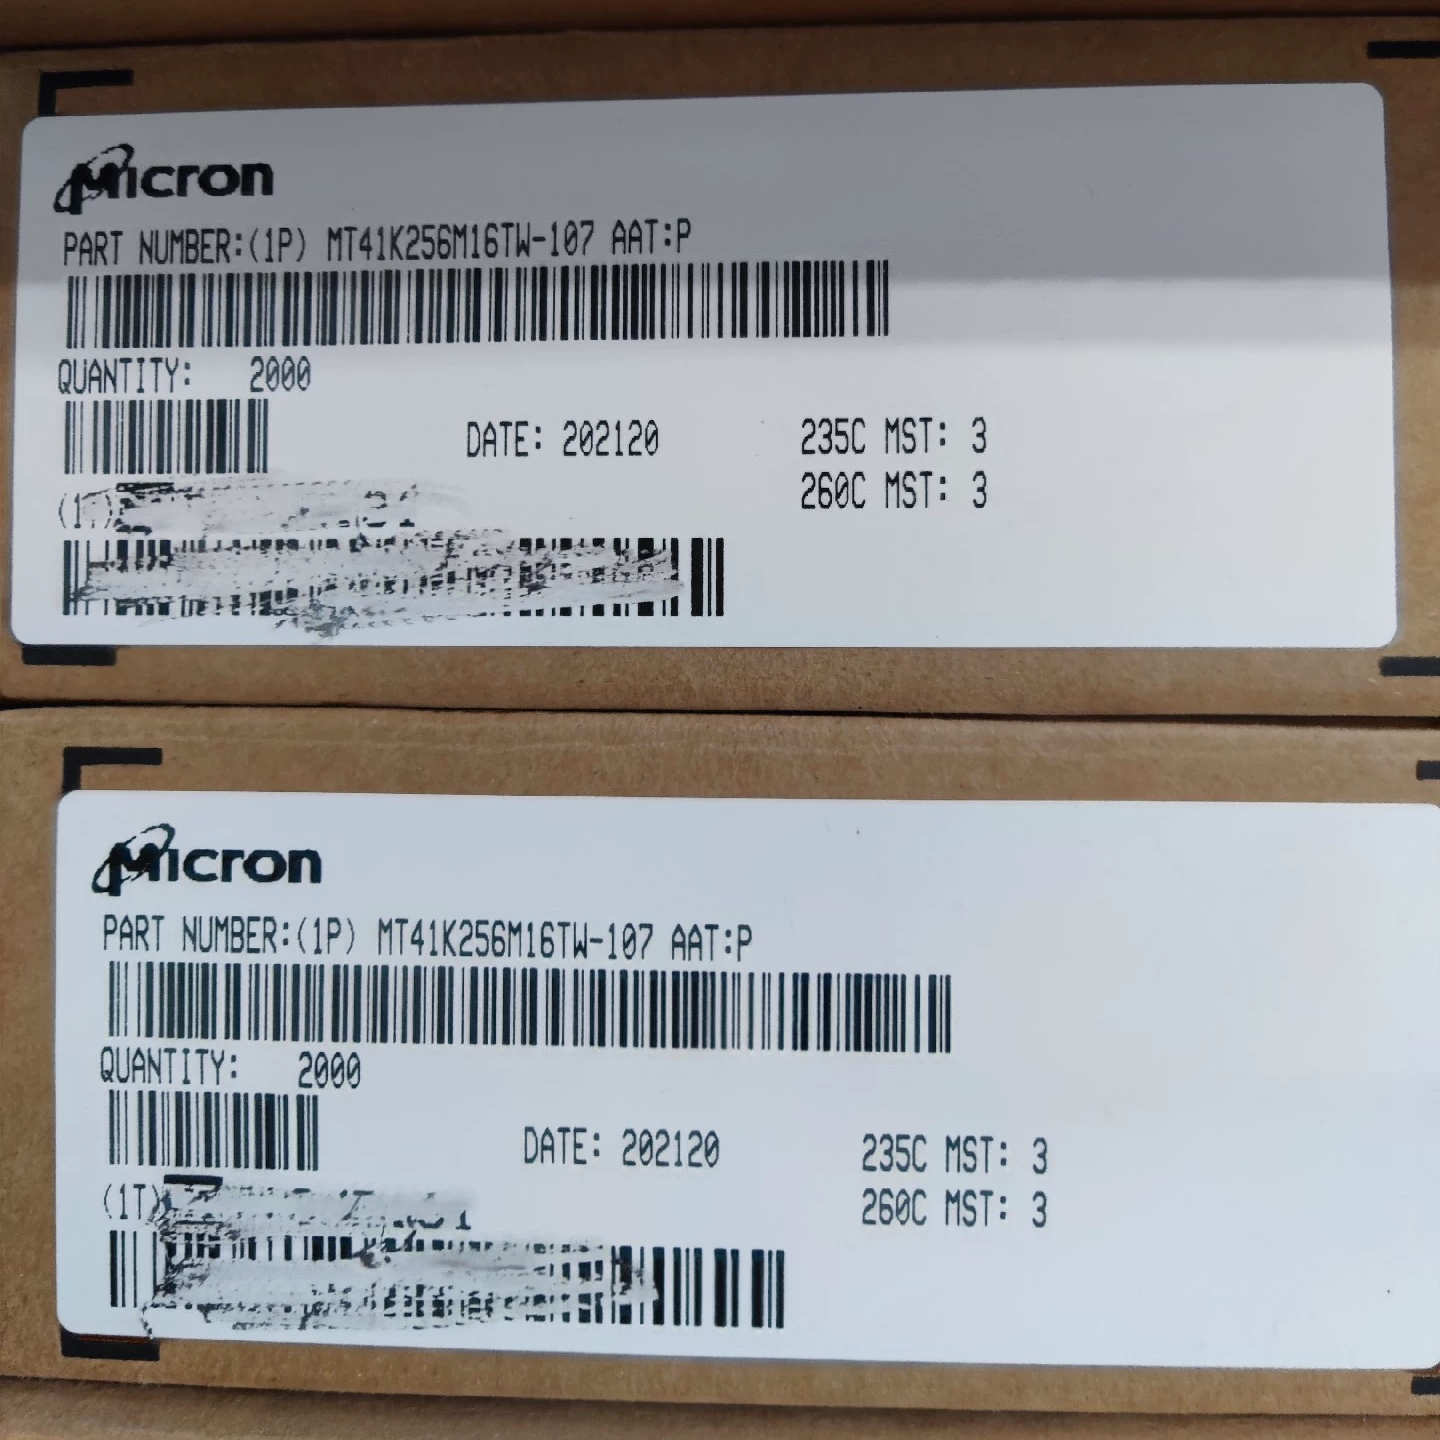 Micron
PART NUMBER:(1P) MT41K256M16TW-107 AAT:P
QUANTITY: 2000
DATE: 202120 235C MST: 3
260C MST: 3
Micron
PART NUMBER:(1P) MT41K256M16TW-107 AAT:P
QUANTITY: 2000
DATE: 202120 235C MST: 3
(1T) 260C MST: 3